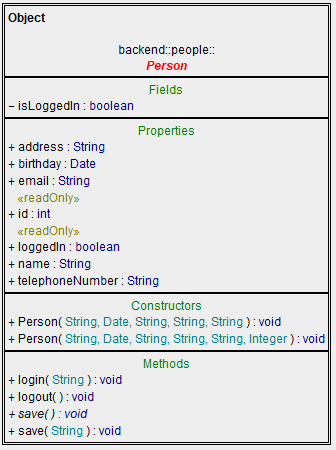 Object
backend::people::
Person
Fields
− isLoggedIn : boolean
Properties
+ address : String
+ birthday : Date
+ email : String
«readOnly»
+ id : int
«readOnly»
+ loggedIn : boolean
+ name : String
+ telephoneNumber : String
Constructors
+ Person( String, Date, String, String, String ) : void
+ Person( String, Date, String, String, String, Integer ) : void
Methods
+ login( String ) : void
+ logout( ) : void
+ save( ) : void
+ save( String ) : void